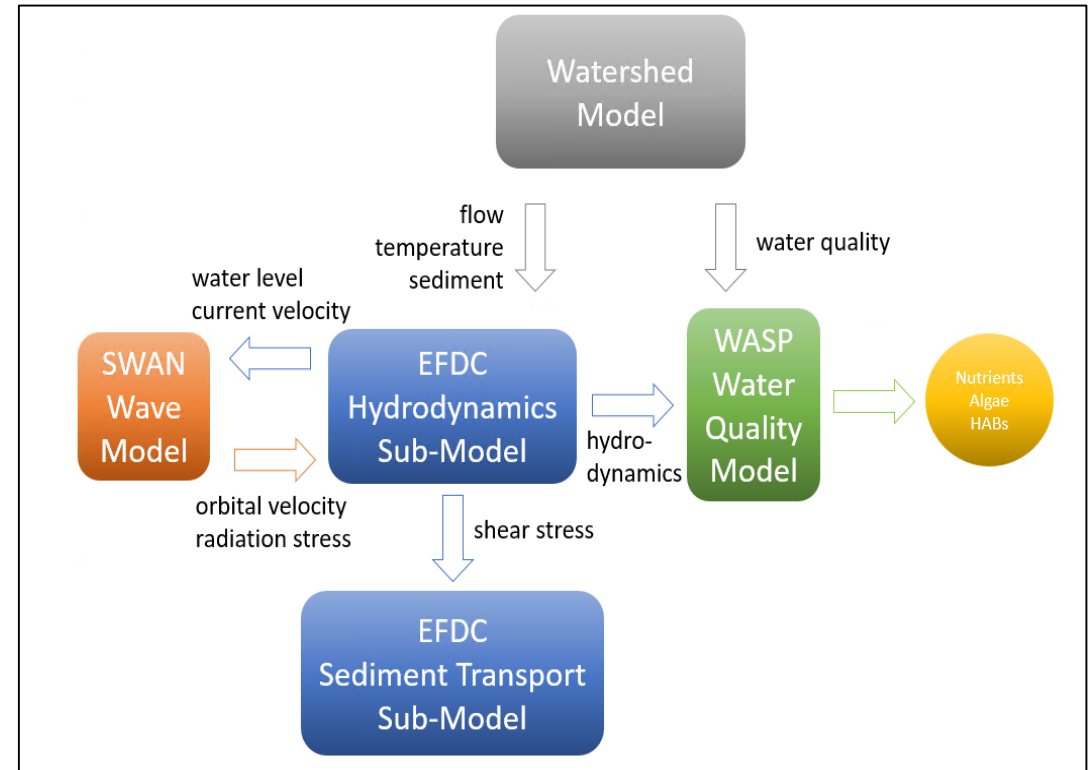 Watershed
Model
flow
temperature
sediment
water quality
water level
current velocity
SWAN
Wave
Model
EFDC
Hydrodynamics
Sub-Model
WASP
Water
Quality
Model
Nutrients
Algae
HABs
hydro-
dynamics
orbital velocity
radiation stress
shear stress
EFDC
Sediment Transport
Sub-Model